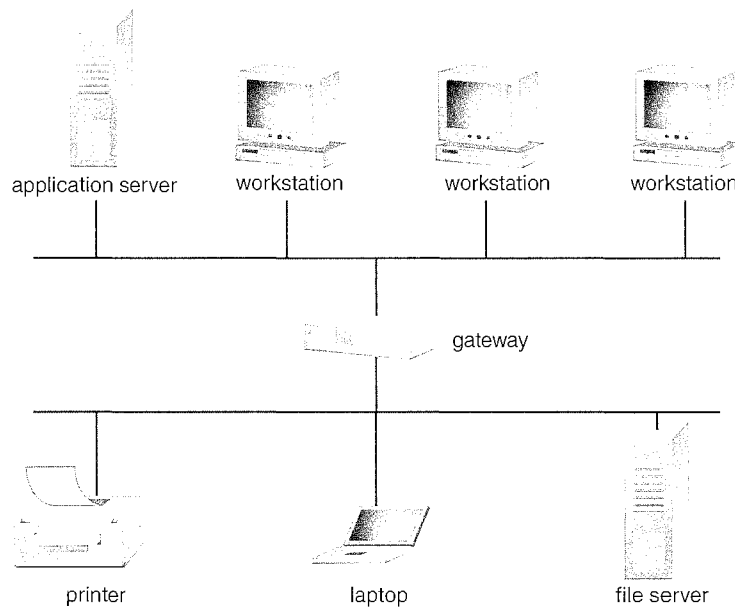 application server
workstation
workstation
workstation
gateway
printer
laptop
file server